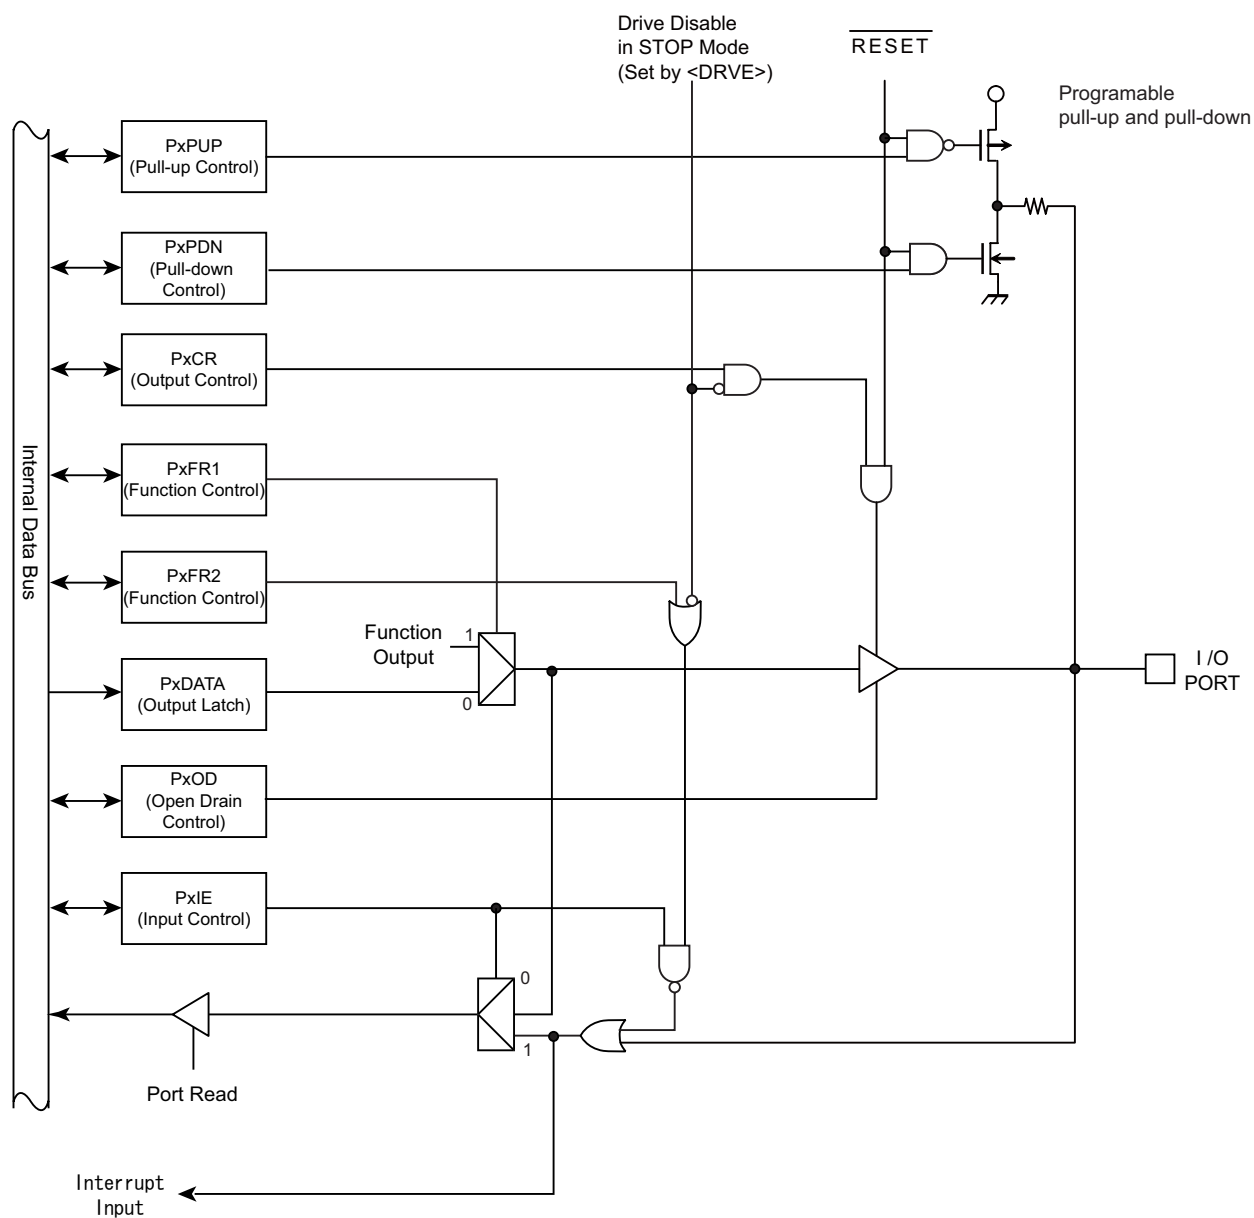 Drive Disable
in STOP Mode
(Set by <DRVE>)
RESET
Programable
pull-up and pull-down
PxPUP
(Pull-up Control)
PxPDN
(Pull-down
Control)
PxCR
(Output Control)
PxFR1
(Function Control)
Internal Data Bus
PxFR2
(Function Control)
Function
Output
1
0
I /O
PORT
PxDATA
(Output Latch)
PxOD
(Open Drain
Control)
PxIE
(Input Control)
0
1
Port Read
Interrupt
Input